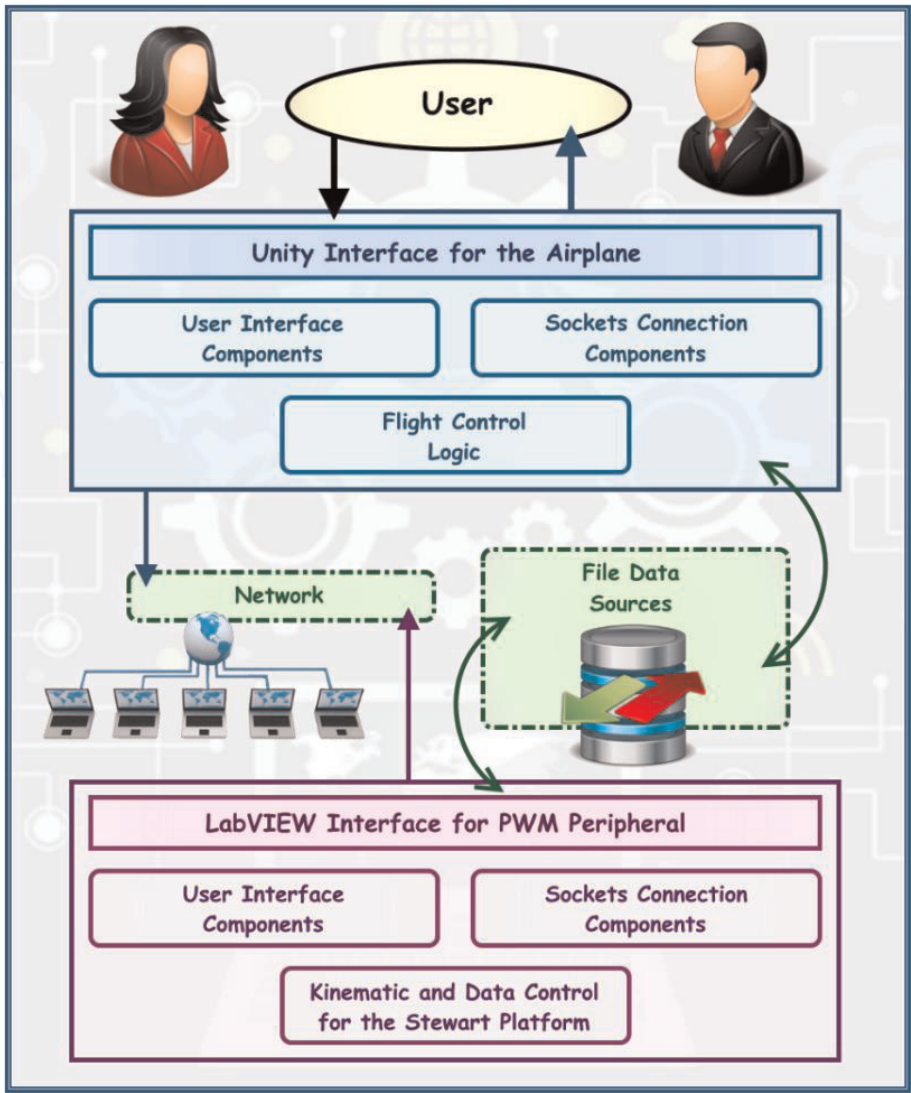 User
Unity Interface for the Airplane
User Interface
Components
Sockets Connection
Components
Flight Control
Logic
Network
File Data
Sources
LabVIEW Interface for PWM Peripheral
User Interface
Components
Sockets Connection
Components
Kinematic and Data Control
for the Stewart Platform